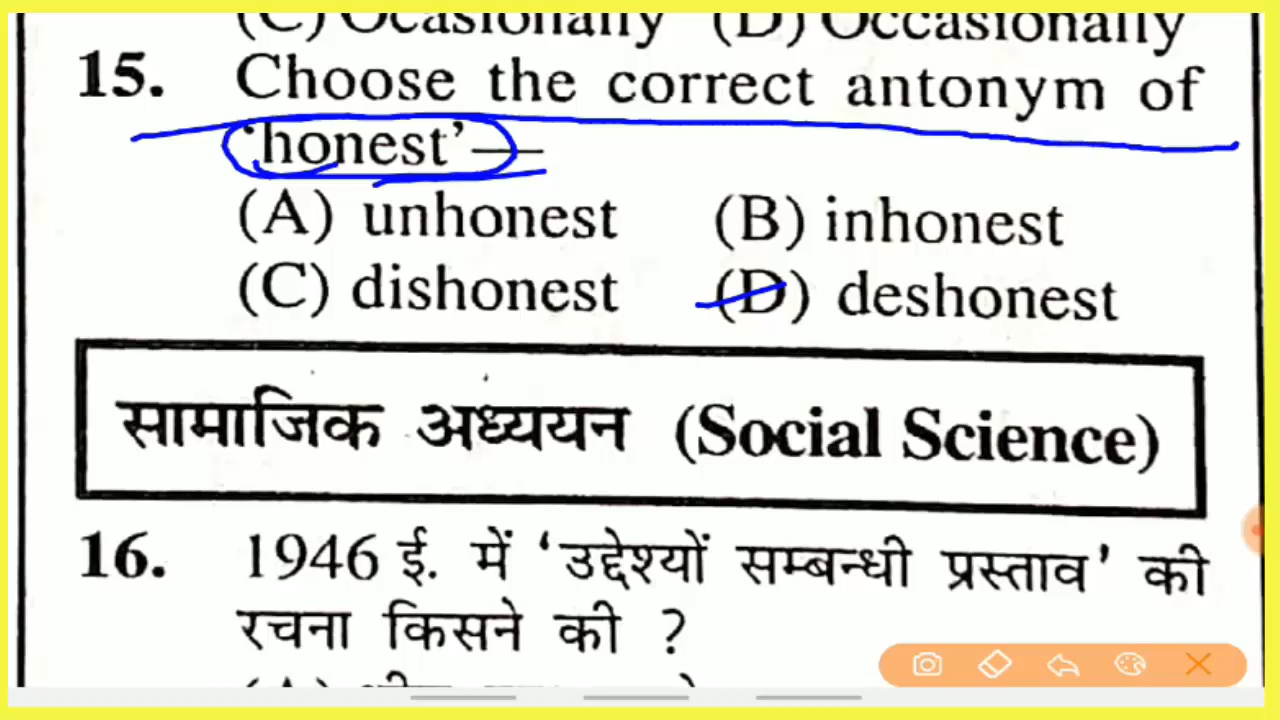 (C) Ocasionally (D) Occasionally
15. Choose the correct antonym of
'honest'—
(A) unhonest (B) inhonest
(C) dishonest (D) deshonest
सामाजिक अध्ययन (Social Science)
16. 1946 ई. में ‘उद्देश्यों सम्बन्धी प्रस्ताव’ की
रचना किसने की ?